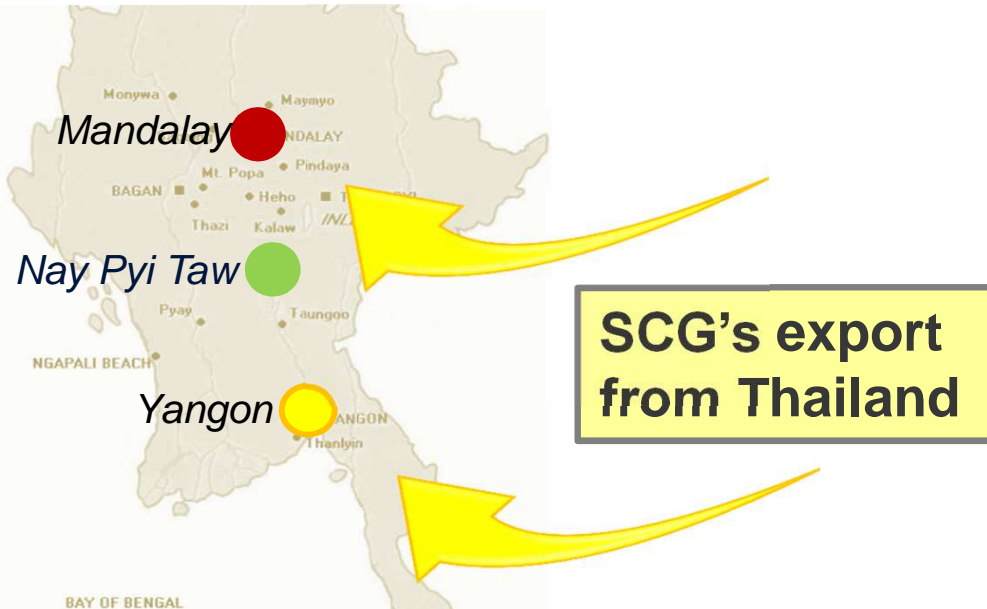 Monywa
Maymyo
Mandalay
NDALAY
Pindaya
Mt. Popa
BAGAN
Heho
Thazi
Kalaw
INL
Nay Pyi Taw
Pyay
Taungoo
NGAPALI BEACH
SCG's export
from Thailand
Yangon
ANGON
Thanlyin
BAY OF BENGAL